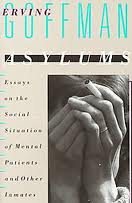 ERVING
GOFFMAN
ASYLUMS
Essays
on the
Social
Situation
of Mental
Patients
and Other
Inmates